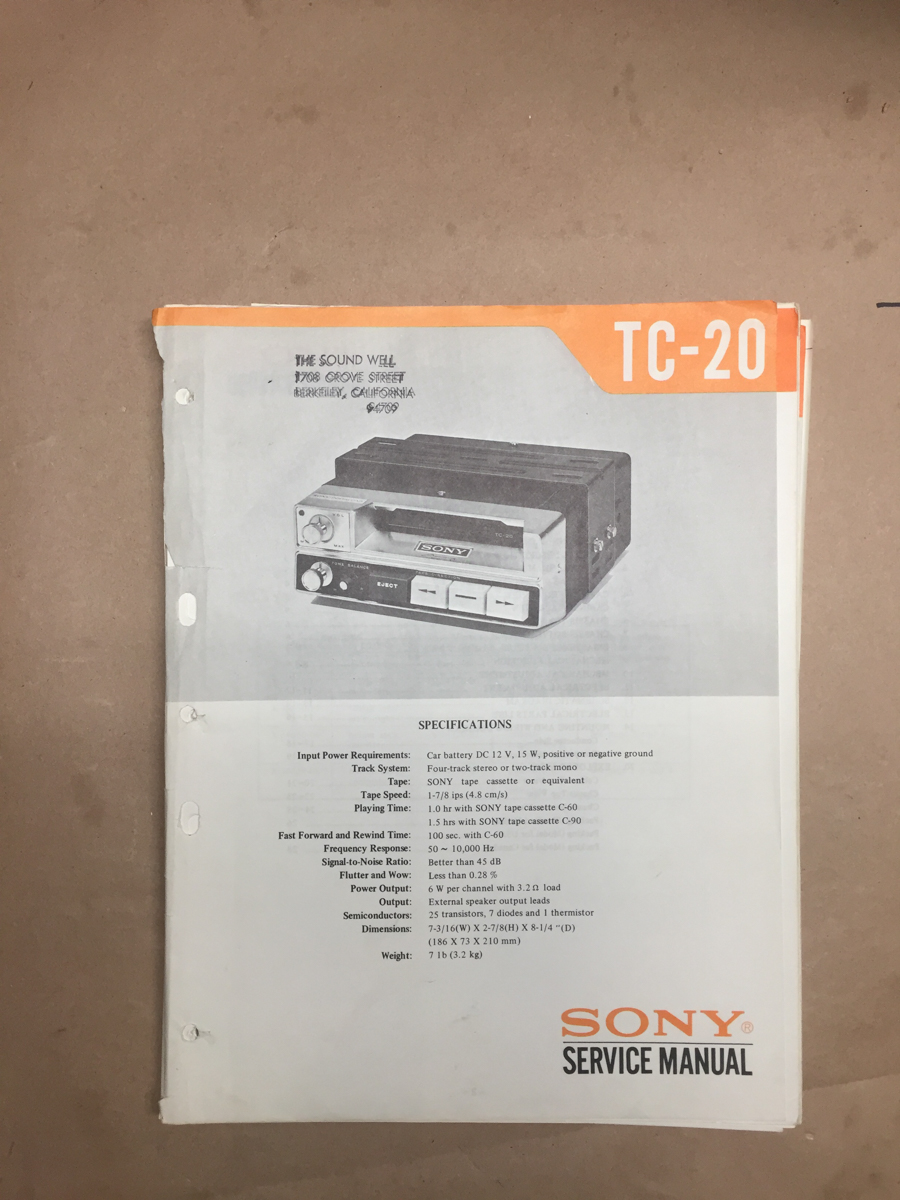 TC-20
THE SOUND WELL
1708 GROVE STREET
BERKELEY, CALIFORNIA
94709
TC-20
SONY
BALANCE
EJECT
SPECIFICATIONS
Input Power Requirements: Car battery DC 12 V, 15 W, positive or negative ground
Track System: Four-track stereo or two-track mono
Tape: SONY tape cassette or equivalent
Tape Speed: 1-7/8 ips (4.8 cm/s)
Playing Time: 1.0 hr with SONY tape cassette C-60
1.5 hrs with SONY tape cassette C-90
Fast Forward and Rewind Time: 100 sec. with C-60
Frequency Response: 50 ~ 10,000 Hz
Signal-to-Noise Ratio: Better than 45 dB
Flutter and Wow: Less than 0.28 %
Power Output: 6 W per channel with 3.2 Ω load
Output: External speaker output leads
Semiconductors: 25 transistors, 7 diodes and 1 thermistor
Dimensions: 7-3/16(W) X 2-7/8(H) X 8-1/4 "(D)
(186 X 73 X 210 mm)
Weight: 7 lb (3.2 kg)
SONY®
SERVICE MANUAL